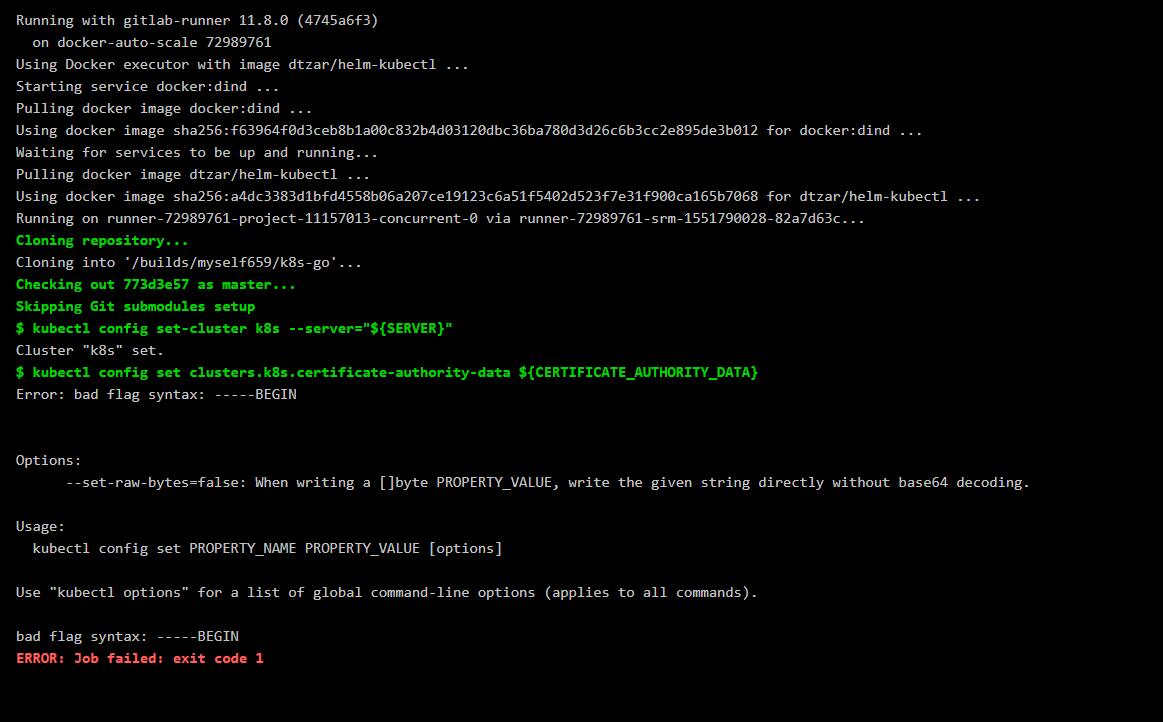 Running with gitlab-runner 11.8.0 (4745a6f3)
on docker-auto-scale 72989761
Using Docker executor with image dtzar/helm-kubectl ...
Starting service docker:dind ...
Pulling docker image docker:dind ...
Using docker image sha256:f63964f0d3ceb8b1a00c832b4d03120dbc36ba780d3d26c6b3cc2e895de3b012 for docker:dind ...
Waiting for services to be up and running...
Pulling docker image dtzar/helm-kubectl ...
Using docker image sha256:a4dc3383d1bfd4558b06a207ce19123c6a51f5402d523f7e31f900ca165b7068 for dtzar/helm-kubectl ...
Running on runner-72989761-project-11157013-concurrent-0 via runner-72989761-srm-1551790028-82a7d63c...
Cloning repository...
Cloning into '/builds/myself659/k8s-go'...
Checking out 773d3e57 as master...
Skipping Git submodules setup
$ kubectl config set-cluster k8s --server="${SERVER}"
Cluster "k8s" set.
$ kubectl config set clusters.k8s.certificate-authority-data ${CERTIFICATE_AUTHORITY_DATA}
Error: bad flag syntax: -----BEGIN
Options:
--set-raw-bytes=false: When writing a []byte PROPERTY_VALUE, write the given string directly without base64 decoding.
Usage:
kubectl config set PROPERTY_NAME PROPERTY_VALUE [options]
Use "kubectl options" for a list of global command-line options (applies to all commands).
bad flag syntax: -----BEGIN
ERROR: Job failed: exit code 1